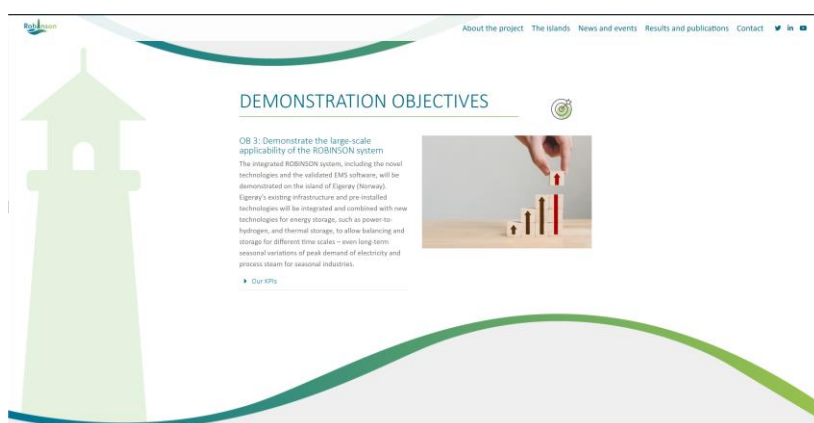 Robinson
About the project The islands News and events Results and publications Contact
DEMONSTRATION OBJECTIVES
OB 3: Demonstrate the large-scale
applicability of the ROBINSON system
The integrated ROBINSON system, including the novel
technologies and the validated EMS software, will be
demonstrated on the island of Eigerøy (Norway).
Eigerøy's existing infrastructure and pre-installed
technologies will be integrated and combined with new
technologies for energy storage, such as power-to-
hydrogen, and thermal storage, to allow balancing and
storage for different time scales – even long-term
seasonal variations of peak demand of electricity and
process steam for seasonal industries.
Our KPIs